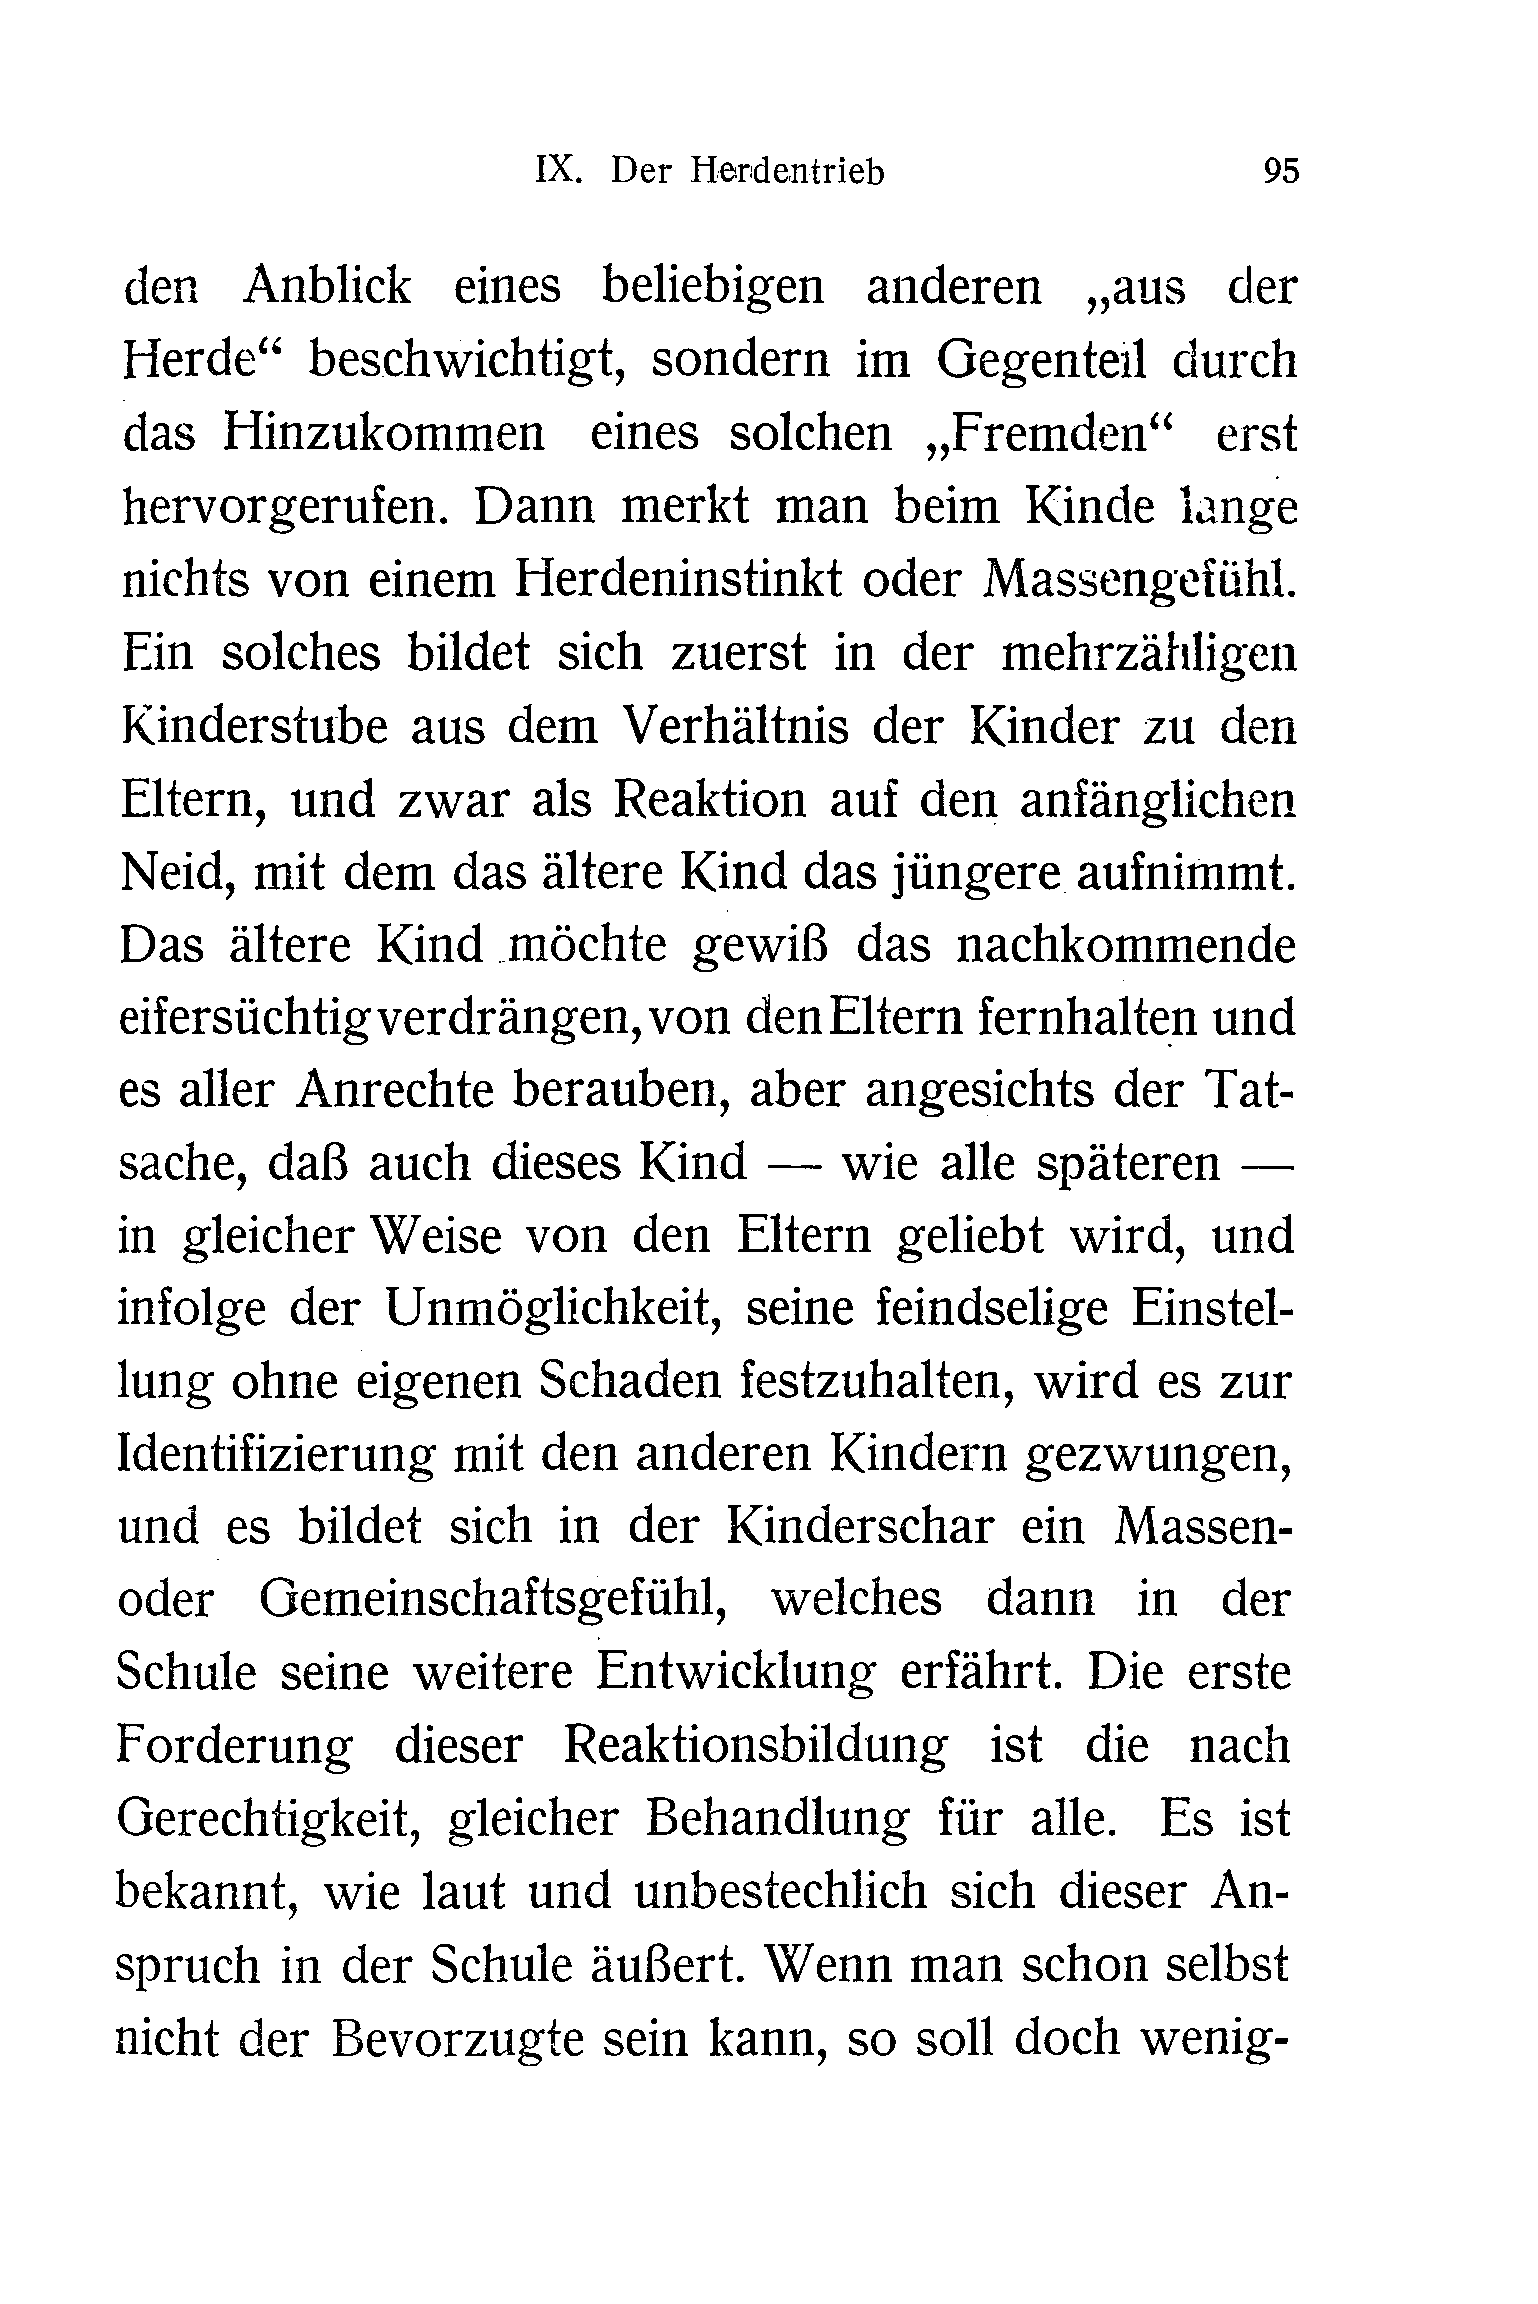 IX. Der Herdentrieb 95
den Anblick eines beliebigen anderen „aus der
Herde“ beschwichtigt, sondern im Gegenteil durch
das Hinzukommen eines solchen „Fremden“ erst
hervorgerufen. Dann merkt man beim Kinde lange
nichts von einem Herdeninstinkt oder Massengefühl.
Ein solches bildet sich zuerst in der mehrzähligen
Kinderstube aus dem Verhältnis der Kinder zu den
Eltern, und zwar als Reaktion auf den anfänglichen
Neid, mit dem das ältere Kind das jüngere aufnimmt.
Das ältere Kind möchte gewiß das nachkommende
eifersüchtig verdrängen, von den Eltern fernhalten und
es aller Anrechte berauben, aber angesichts der Tat-
sache, daß auch dieses Kind — wie alle späteren —
in gleicher Weise von den Eltern geliebt wird, und
infolge der Unmöglichkeit, seine feindselige Einstel-
lung ohne eigenen Schaden festzuhalten, wird es zur
Identifizierung mit den anderen Kindern gezwungen,
und es bildet sich in der Kinderschar ein Massen-
oder Gemeinschaftsgefühl, welches dann in der
Schule seine weitere Entwicklung erfährt. Die erste
Forderung dieser Reaktionsbildung ist die nach
Gerechtigkeit, gleicher Behandlung für alle. Es ist
bekannt, wie laut und unbestechlich sich dieser An-
spruch in der Schule äußert. Wenn man schon selbst
nicht der Bevorzugte sein kann, so soll doch wenig-